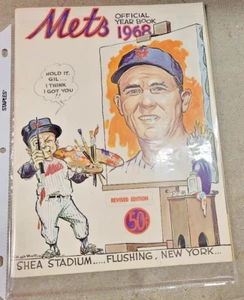 Mets
OFFICIAL
YEAR BOOK
1968
HOLD IT,
GIL...
I THINK
I GOT
YOU!!
REVISED EDITION
50¢
SHEA STADIUM.....FLUSHING, NEW YORK...
STAPLES